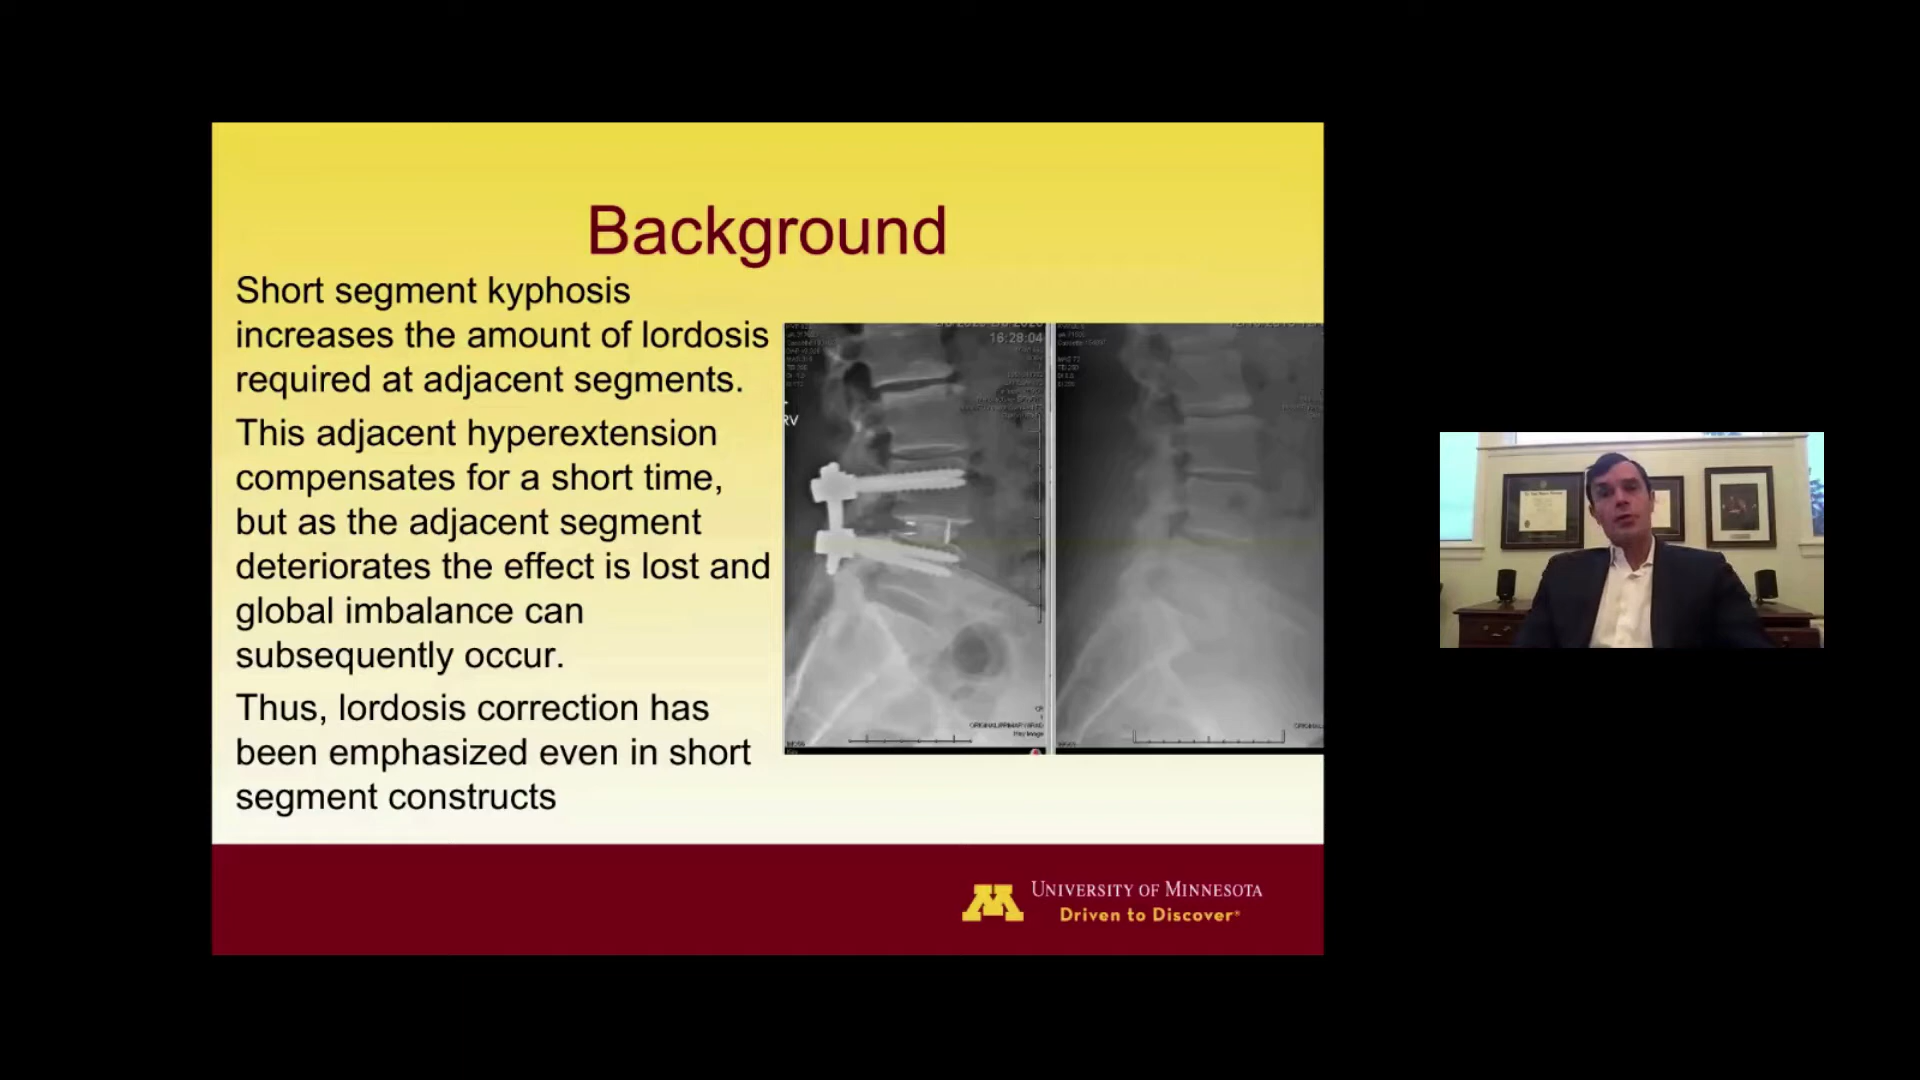 Background
Short segment kyphosis
increases the amount of lordosis
required at adjacent segments.
This adjacent hyperextension
compensates for a short time,
but as the adjacent segment
deteriorates the effect is lost and
global imbalance can
subsequently occur.
Thus, lordosis correction has
been emphasized even in short
segment constructs
16:28:04
RV
UNIVERSITY OF MINNESOTA
Driven to Discover®